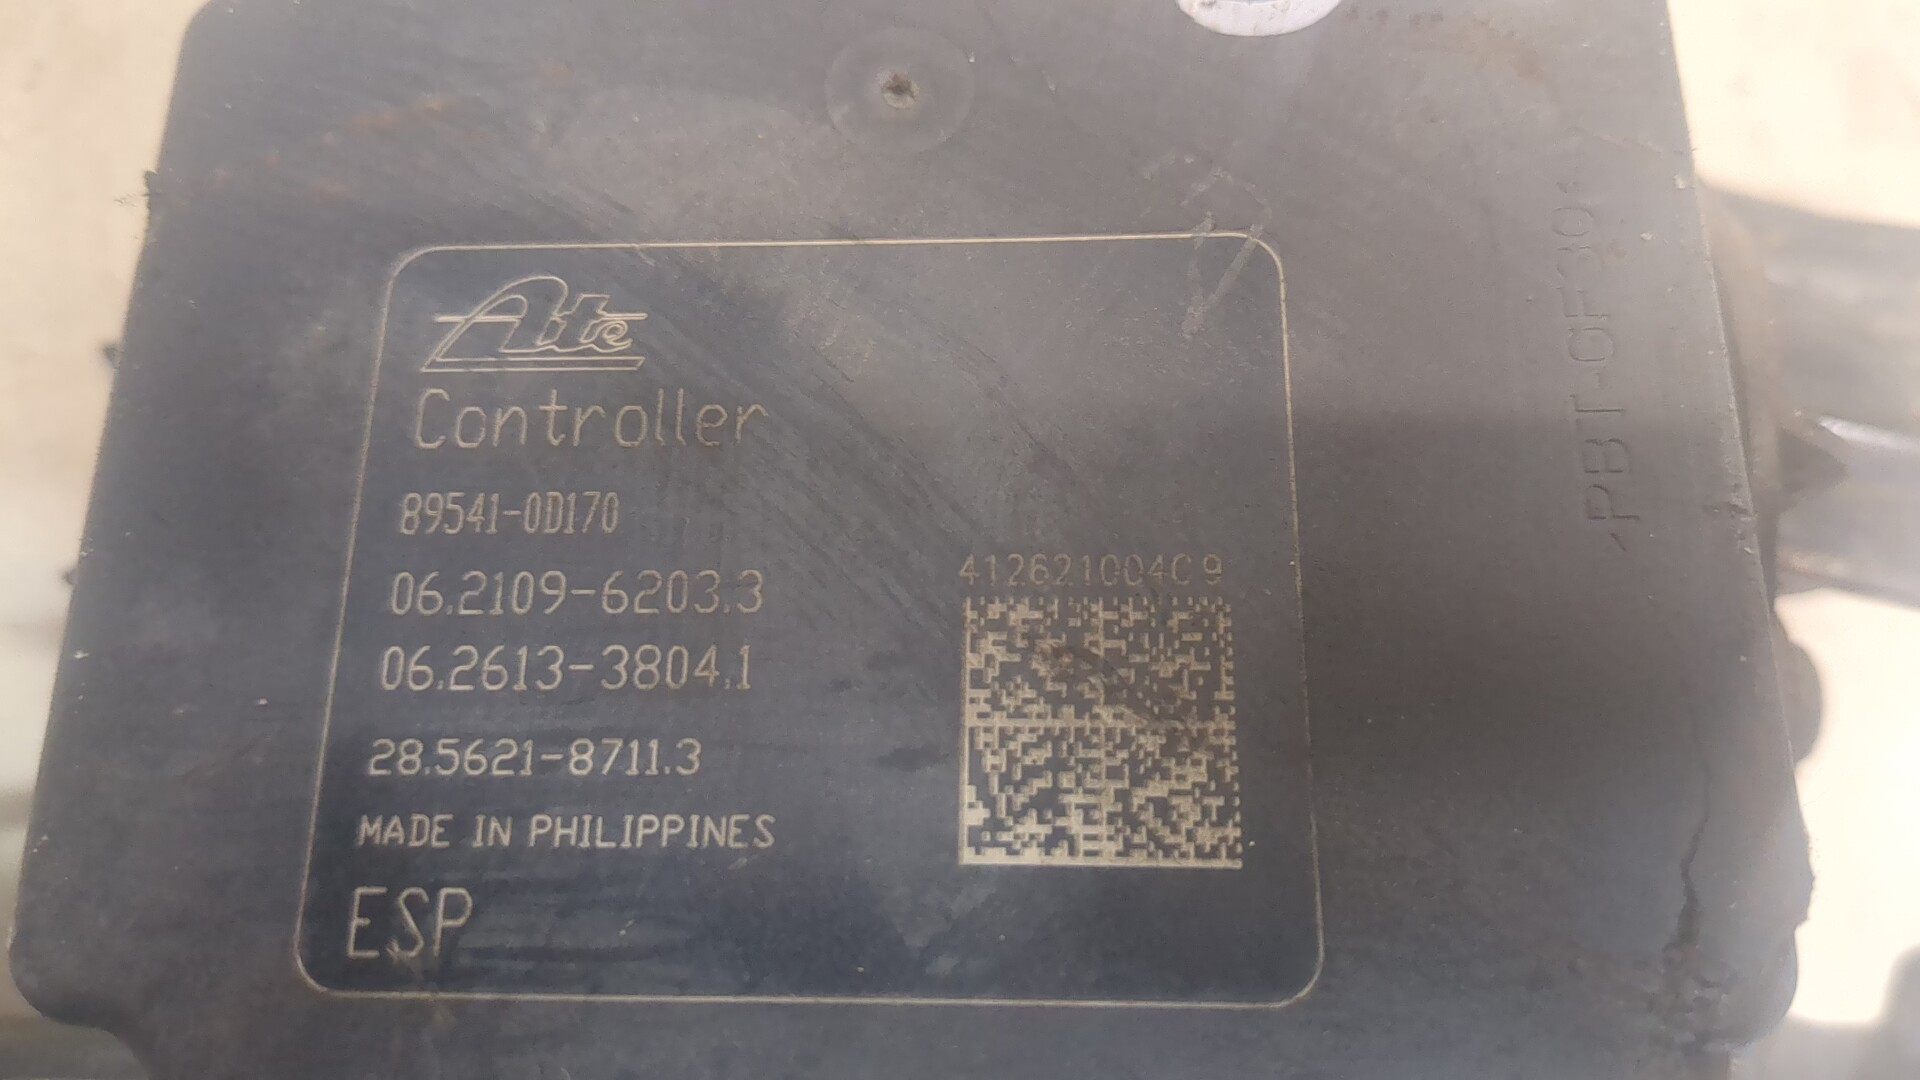 Ate
Controller
89541-0D170
06.2109-6203.3
06.2613-3804.1
28.5621-8711.3
MADE IN PHILIPPINES
ESP
412621004C9
>PBT-GF30<